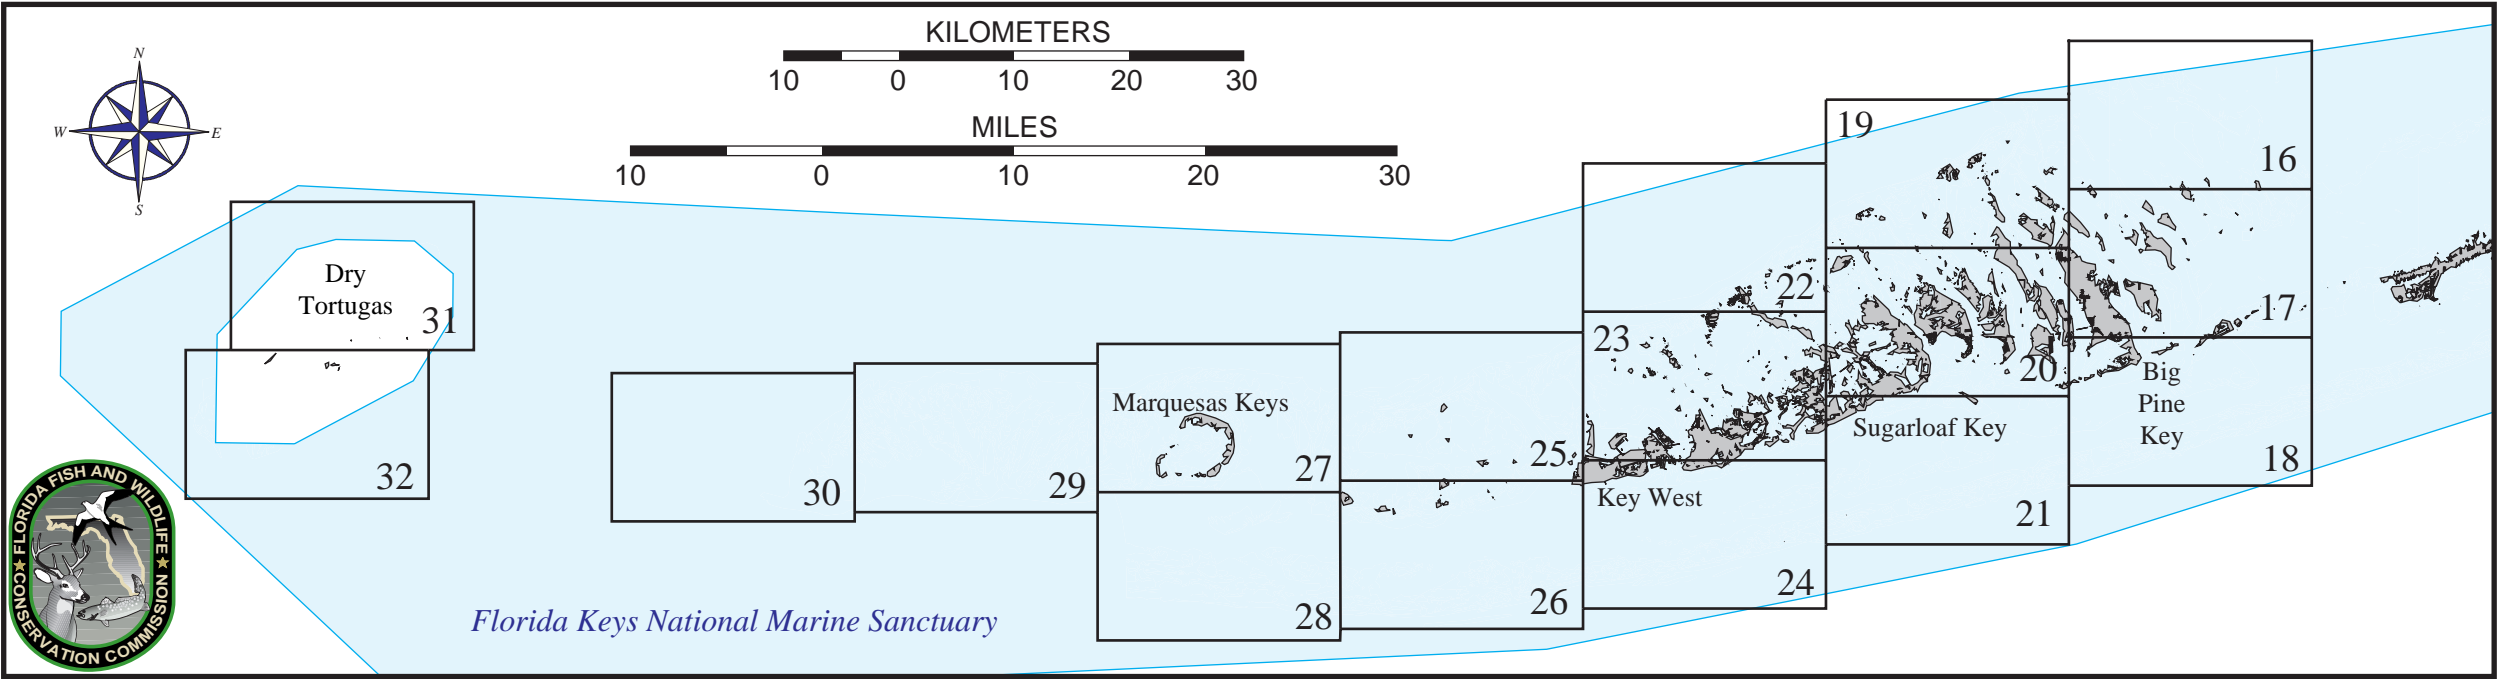 KILOMETERS
10 0 10 20 30
MILES
10 0 10 20 30
N
W E
S
19
16
Dry
Tortugas
31
22
17
23
20
Big
Pine
Key
Marquesas Keys
Sugarloaf Key
32
30
29
27
25
Key West
18
21
24
26
28
Florida Keys National Marine Sanctuary
FLORIDA FISH AND WILDLIFE
CONSERVATION COMMISSION